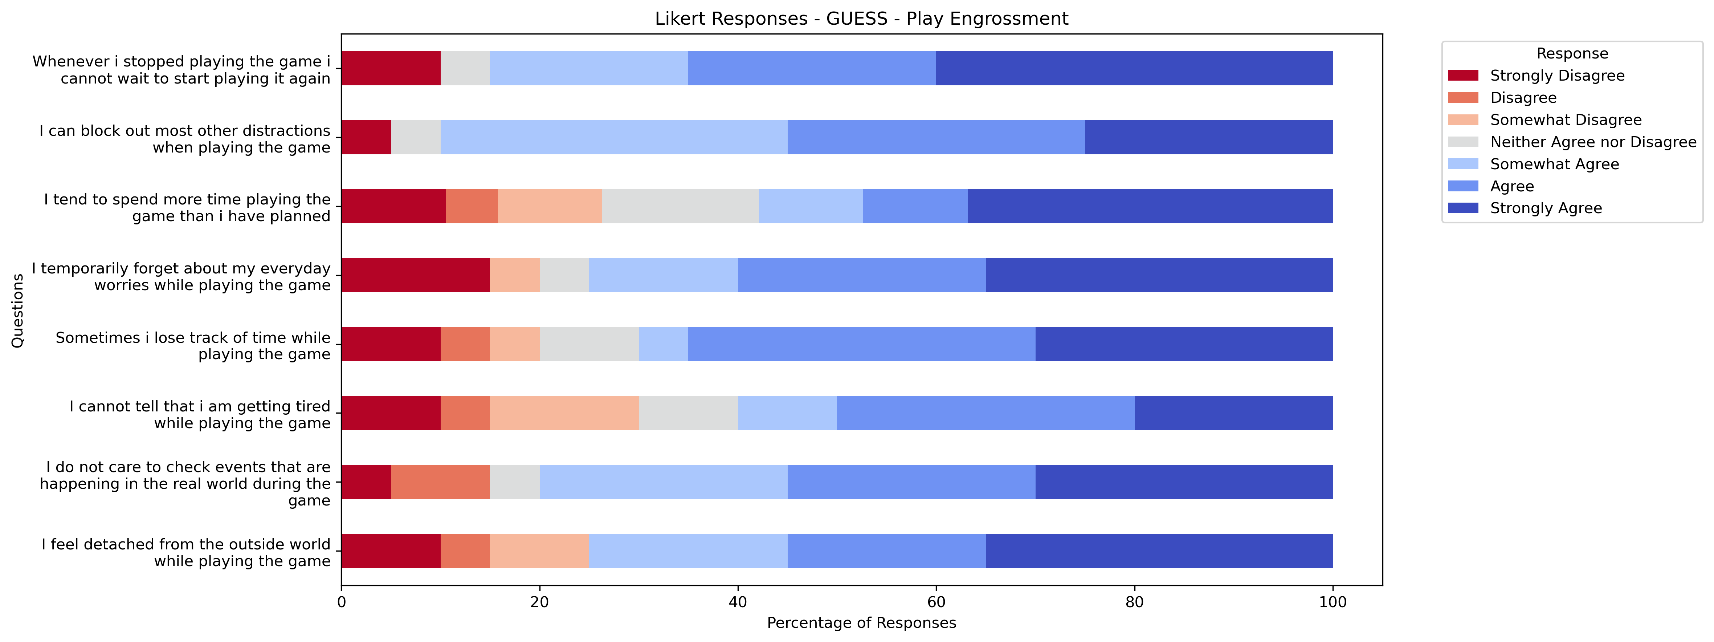 Likert Responses - GUESS - Play Engrossment
Whenever i stopped playing the game i
cannot wait to start playing it again
I can block out most other distractions
when playing the game
I tend to spend more time playing the
game than i have planned
I temporarily forget about my everyday
worries while playing the game
Sometimes i lose track of time while
playing the game
I cannot tell that i am getting tired
while playing the game
I do not care to check events that are
happening in the real world during the
game
I feel detached from the outside world
while playing the game
Questions
0 20 40 60 80 100
Percentage of Responses
Response
Strongly Disagree
Disagree
Somewhat Disagree
Neither Agree nor Disagree
Somewhat Agree
Agree
Strongly Agree